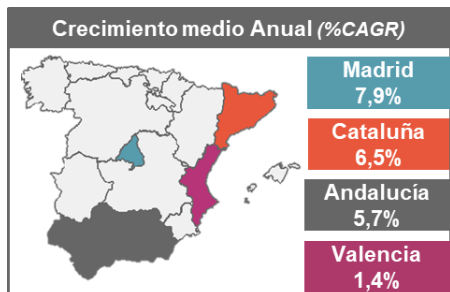 Crecimiento medio Anual (%CAGR)
Madrid
7,9%
Cataluña
6,5%
Andalucía
5,7%
Valencia
1,4%